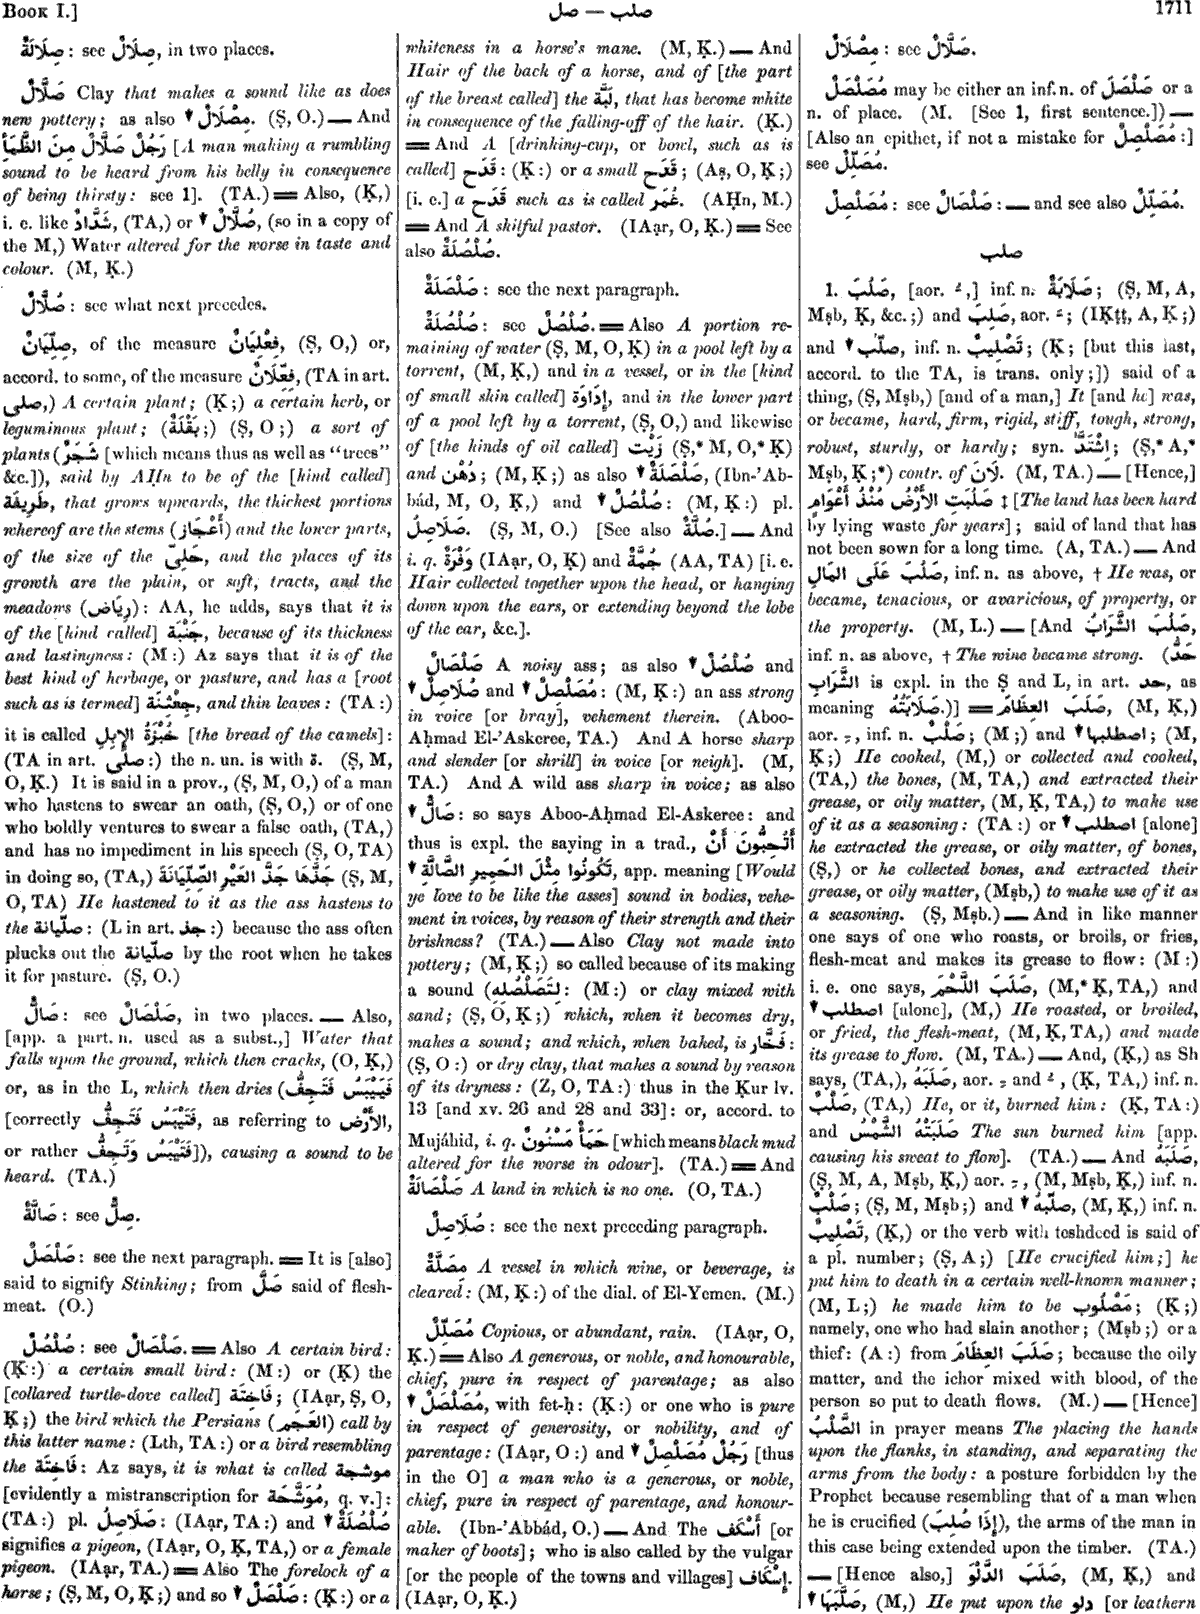 Book I.]
صل — صلب
1711
صِلَالَةٌ : see صِلَالٌ, in two places.
صَلَّالٌ Clay that makes a sound like as does
new pottery; as also ▼ مِصْلَالٌ. (Ṣ, O.) — And
رَجُلٌ صَلَّالٌ مِنَ الظَّمَأِ [A man making a rumbling
sound to be heard from his belly in consequence
of being thirsty: see 1]. (TA.) = Also, (Ḳ,)
i. e. like شَدَّادٌ, (TA,) or ▼ صُلَّالٌ, (so in a copy of
the M,) Water altered for the worse in taste and
colour. (M, Ḳ.)
صُلَّالٌ : see what next precedes.
صِلِّيَانٌ, of the measure فِعْلِيَانٌ, (Ṣ, O,) or,
accord. to some, of the measure فِعِّلَانٌ, (TA in art.
صلى,) A certain plant; (Ḳ;) a certain herb, or
leguminous plant; (بَقْلَةٌ;) (Ṣ, O;) a sort of
plants (شَجَرٌ [which means thus as well as "trees"
&c.]), said by AḤn to be of the [kind called]
طَرِيفَة, that grows upwards, the thickest portions
whereof are the stems (أَعْجَاز) and the lower parts,
of the size of the حَلِىّ, and the places of its
growth are the plain, or soft, tracts, and the
meadows (رِيَاض): AA, he adds, says that it is
of the [kind called] جَنْبَة, because of its thickness
and lastingness: (M:) Az says that it is of the
best kind of herbage, or pasture, and has a [root
such as is termed] جِعْثِنَة, and thin leaves: (TA:)
it is called خُبْزَةُ الإِبِلِ [the bread of the camels]:
(TA in art. صلى:) the n. un. is with ة. (Ṣ, M,
O, Ḳ.) It is said in a prov., (Ṣ, M, O,) of a man
who hastens to swear an oath, (Ṣ, O,) or of one
who boldly ventures to swear a false oath, (TA,)
and has no impediment in his speech (Ṣ, O, TA)
in doing so, (TA,) جَذَّهَا جَذَّ العَيْرِ الصِّلِّيَانَةَ (Ṣ, M,
O, TA) He hastened to it as the ass hastens to
the صلّيانة: (L in art. جد:) because the ass often
plucks out the صلّيانة by the root when he takes
it for pasture. (Ṣ, O.)
صَالٌّ : see صَلْصَالٌ, in two places. — Also,
[app. a part. n. used as a subst.,] Water that
falls upon the ground, which then cracks, (O, Ḳ,)
or, as in the L, which then dries (فَيَيْبَسُ فَتَجِفُّ
[correctly فَتَيْبَسُ فَتَجِفُّ, as referring to الأَرْض,
or rather فَتَيْبَسُ وَتَجِفُّ]), causing a sound to be
heard. (TA.)
صَالَّةٌ : see صِلٌّ.
صَلْصَلٌ : see the next paragraph. = It is [also]
said to signify Stinking; from صَلَّ said of flesh-
meat. (O.)
صُلْصُلٌ : see صَلْصَالٌ. = Also A certain bird:
(Ḳ:) a certain small bird: (M:) or (Ḳ) the
[collared turtle-dove called] فَاخِتَة; (IAạr, Ṣ, O,
Ḳ;) the bird which the Persians (العَجَم) call by
this latter name: (Lth, TA:) or a bird resembling
the فَاخِتَة: Az says, it is what is called موشجة
[evidently a mistranscription for مُوَشَّحَة, q. v.]:
(TA:) pl. صَلَاصِلُ: (IAạr, TA:) and ▼ صُلْصُلَةٌ
signifies a pigeon, (IAạr, O, Ḳ, TA,) or a female
pigeon. (IAạr, TA.) = Also The forelock of a
horse; (Ṣ, M, O, Ḳ;) and so ▼ صَلْصَلٌ: (Ḳ:) or a
whiteness in a horse's mane. (M, Ḳ.) — And
Hair of the back of a horse, and of [the part
of the breast called] the لَبَّة, that has become white
in consequence of the falling-off of the hair. (Ḳ.)
= And A [drinking-cup, or bowl, such as is
called] قَدَح: (Ḳ:) or a small قَدَح; (Aṣ, O, Ḳ;)
[i. e.] a قَدَح such as is called غُمَر. (AḤn, M.)
= And A skilful pastor. (IAạr, O, Ḳ.) = See
also صُلْصُلَةٌ.
صَلْصَلَةٌ : see the next paragraph.
صُلْصُلَةٌ : see صُلْصُلٌ. = Also A portion re-
maining of water (Ṣ, M, O, Ḳ) in a pool left by a
torrent, (M, Ḳ,) and in a vessel, or in the [kind
of small skin called] إِدَاوَة, and in the lower part
of a pool left by a torrent, (Ṣ, O,) and likewise
of [the kinds of oil called] زَيْت (Ṣ,* M, O,* Ḳ)
and دُهْن; (M, Ḳ;) as also ▼ صَلْصَلَةٌ, (Ibn-'Ab-
bád, M, O, Ḳ,) and ▼ صُلْصُلٌ: (M, Ḳ:) pl.
صَلَاصِلُ. (Ṣ, M, O.) [See also صُلَّةٌ.] — And
i. q. وَفْرَةٌ (IAạr, O, Ḳ) and جُمَّةٌ (AA, TA) [i. e.
Hair collected together upon the head, or hanging
down upon the ears, or extending beyond the lobe
of the ear, &c.].
صَلْصَالٌ A noisy ass; as also ▼ صُلْصُلٌ and
▼ صُلَاصِلٌ and ▼ مُصَلْصِلٌ: (M, Ḳ:) an ass strong
in voice [or bray], vehement therein. (Aboo-
Aḥmad El-'Askeree, TA.) And A horse sharp
and slender [or shrill] in voice [or neigh]. (M,
TA.) And A wild ass sharp in voice; as also
▼ صَالٌّ: so says Aboo-Aḥmad El-Askeree: and
thus is expl. the saying in a trad., أَتُحِبُّونَ أَنْ
▼ تَكُونُوا مِثْلَ الحَمِيرِ الصَّالَّةِ, app. meaning [Would
ye love to be like the asses] sound in bodies, vehe-
ment in voices, by reason of their strength and their
briskness? (TA.) — Also Clay not made into
pottery; (M, Ḳ;) so called because of its making
a sound (لِتَصَلْصُلِهِ: (M:) or clay mixed with
sand; (Ṣ, O, Ḳ;) which, when it becomes dry,
makes a sound; and which, when baked, is فَخَّار:
(Ṣ, O:) or dry clay, that makes a sound by reason
of its dryness: (Z, O, TA:) thus in the Ḳur lv.
13 [and xv. 26 and 28 and 33]: or, accord. to
Mujáhid, i. q. حَمَأٌ مَسْنُونٌ [which means black mud
altered for the worse in odour]. (TA.) = And
صَلْصَالَةٌ A land in which is no one. (O, TA.)
صُلَاصِلٌ : see the next preceding paragraph.
مِصَلَّةٌ A vessel in which wine, or beverage, is
cleared: (M, Ḳ:) of the dial. of El-Yemen. (M.)
مُصَلِّلٌ Copious, or abundant, rain. (IAạr, O,
Ḳ.) = Also A generous, or noble, and honourable,
chief, pure in respect of parentage; as also
▼ مُصَلْصَلٌ, with fet-ḥ: (Ḳ:) or one who is pure
in respect of generosity, or nobility, and of
parentage: (IAạr, O:) and ▼ رَجُلٌ مُصَلْصِلٌ [thus
in the O] a man who is a generous, or noble,
chief, pure in respect of parentage, and honour-
able. (Ibn-'Abbád, O.) — And The أَسْكَف [or
maker of boots]; who is also called by the vulgar
[or the people of the towns and villages] إِسْكَاف.
(IAạr, O, Ḳ.)
مِصْلَالٌ : see صَلَّالٌ.
مُصَلْصَلٌ may be either an inf. n. of صَلْصَلَ or a
n. of place. (M. [See 1, first sentence.]) —
[Also an epithet, if not a mistake for مُصَلْصِلٌ:]
see مُصَلِّلٌ.
مُصَلْصِلٌ : see صَلْصَالٌ: — and see also مُصَلِّلٌ.
صلب
1. صَلُبَ, [aor. ـُ,] inf. n. صَلَابَةٌ; (Ṣ, M, A,
Mṣb, Ḳ, &c.;) and صَلِبَ, aor. ـَ; (IḲṭṭ, A, Ḳ;)
and ▼ صلّب, inf. n. تَصْلِيبٌ; (Ḳ; [but this last,
accord. to the TA, is trans. only;]) said of a
thing, (Ṣ, Mṣb,) [and of a man,] It [and he] was,
or became, hard, firm, rigid, stiff, tough, strong,
robust, sturdy, or hardy; syn. اِشْتَدَّ; (Ṣ,* A,*
Mṣb, Ḳ;*) contr. of لَانَ. (M, TA.) — [Hence,]
صَلُبَتِ الأَرْضُ مُنْذُ أَعْوَامٍ ‡ [The land has been hard
by lying waste for years]; said of land that has
not been sown for a long time. (A, TA.) — And
صَلُبَ عَلَى المَالِ, inf. n. as above, † He was, or
became, tenacious, or avaricious, of property, or
the property. (M, L.) — [And صَلُبَ الشَّرَابُ,
inf. n. as above, † The wine became strong. (حَدُّ
الشَّرَابِ is expl. in the Ṣ and L, in art. حد, as
meaning صَلَابَتُهُ.)] = صَلَبَ العِظَامَ, (M, Ḳ,)
aor. ـِ, inf. n. صَلْبٌ; (M;) and ▼ اصطلبها; (M,
Ḳ;) He cooked, (M,) or collected and cooked,
(TA,) the bones, (M, TA,) and extracted their
grease, or oily matter, (M, Ḳ, TA,) to make use
of it as a seasoning: (TA:) or ▼ اصطلب [alone]
he extracted the grease, or oily matter, of bones,
(Ṣ,) or he collected bones, and extracted their
grease, or oily matter, (Mṣb,) to make use of it as
a seasoning. (Ṣ, Mṣb.) — And in like manner
one says of one who roasts, or broils, or fries,
flesh-meat and makes its grease to flow: (M:)
i. e. one says, صَلَبَ اللَّحْمَ, (M,* Ḳ, TA,) and
▼ اصطلب [alone], (M,) He roasted, or broiled,
or fried, the flesh-meat, (M, Ḳ, TA,) and made
its grease to flow. (M, TA.) — And, (Ḳ,) as Sh
says, (TA,), صَلَبَهُ, aor. ـِ and ـُ, (Ḳ, TA,) inf. n.
صَلْبٌ, (TA,) He, or it, burned him: (Ḳ, TA:)
and صَلَبَتْهُ الشَّمْسُ The sun burned him [app.
causing his sweat to flow]. (TA.) — And صَلَبَهُ,
(Ṣ, M, A, Mṣb, Ḳ,) aor. ـِ, (M, Mṣb, Ḳ,) inf. n.
صَلْبٌ; (Ṣ, M, Mṣb;) and ▼ صلّبهُ, (M, Ḳ,) inf. n.
تَصْلِيبٌ, (Ḳ,) or the verb with teshdeed is said of
a pl. number; (Ṣ, A;) [He crucified him;] he
put him to death in a certain well-known manner;
(M, L;) he made him to be مَصْلُوب; (Ḳ;)
namely, one who had slain another; (Mṣb;) or a
thief: (A:) from صَلَبَ العِظَامَ; because the oily
matter, and the ichor mixed with blood, of the
person so put to death flows. (M.) — [Hence]
الصَّلْبُ in prayer means The placing the hands
upon the flanks, in standing, and separating the
arms from the body: a posture forbidden by the
Prophet because resembling that of a man when
he is crucified (إِذَا صُلِبَ), the arms of the man in
this case being extended upon the timber. (TA.)
— [Hence also,] صَلَبَ الدَّلْوَ, (M, Ḳ,) and
▼ صَلَّبَهَا, (M,) He put upon the دلو [or leathern